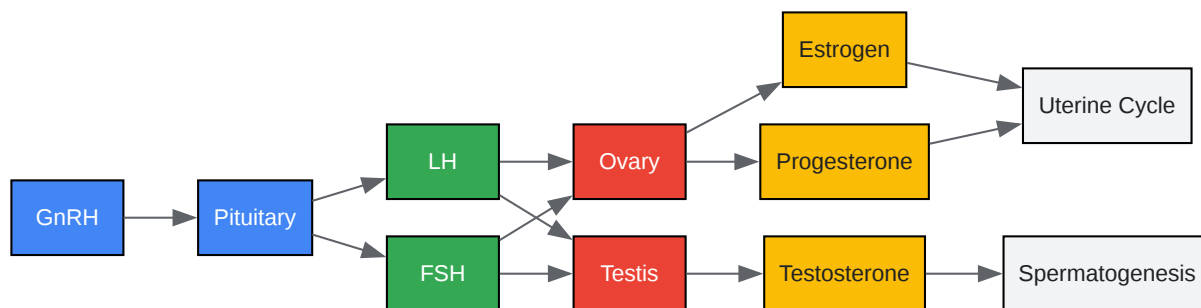 Estrogen
Uterine Cycle
LH
Ovary
Progesterone
GnRH
Pituitary
FSH
Testis
Testosterone
Spermatogenesis